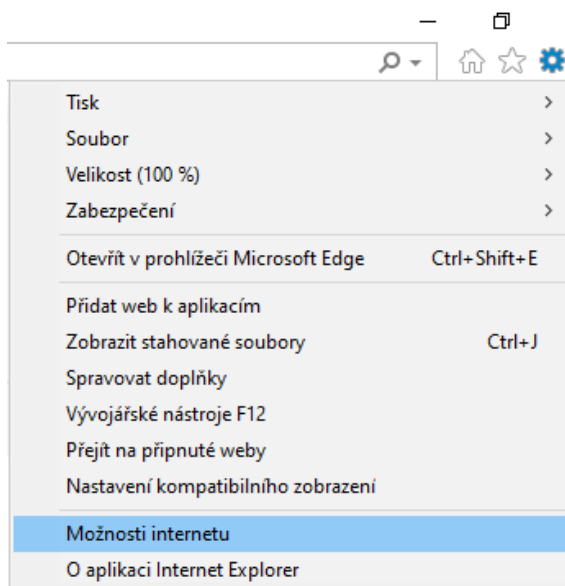 Tisk
Soubor
Velikost (100 %)
Zabezpečení
Otevřít v prohlížeči Microsoft Edge Ctrl+Shift+E
Přidat web k aplikacím
Zobrazit stahované soubory Ctrl+J
Spravovat doplňky
Vývojářské nástroje F12
Přejít na připnuté weby
Nastavení kompatibilního zobrazení
Možnosti internetu
O aplikaci Internet Explorer